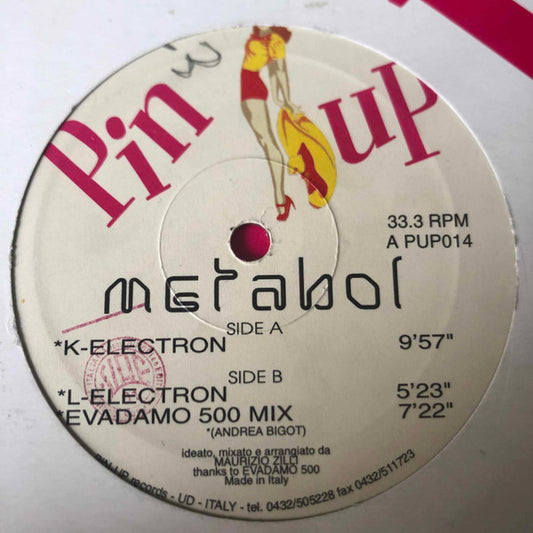 Pin uP
33.3 RPM
A PUP014
metabol
SIDE A
*K-ELECTRON 9'57"
SIDE B
*L-ELECTRON 5'23"
*EVADAMO 500 MIX 7'22"
*(ANDREA BIGOT)
ideato, mixato e arrangiato da
MAURIZIO ZILLI
thanks to EVADAMO 500
Made in Italy
PIN UP records - UD - ITALY - tel. 0432/505228 fax 0432/511723